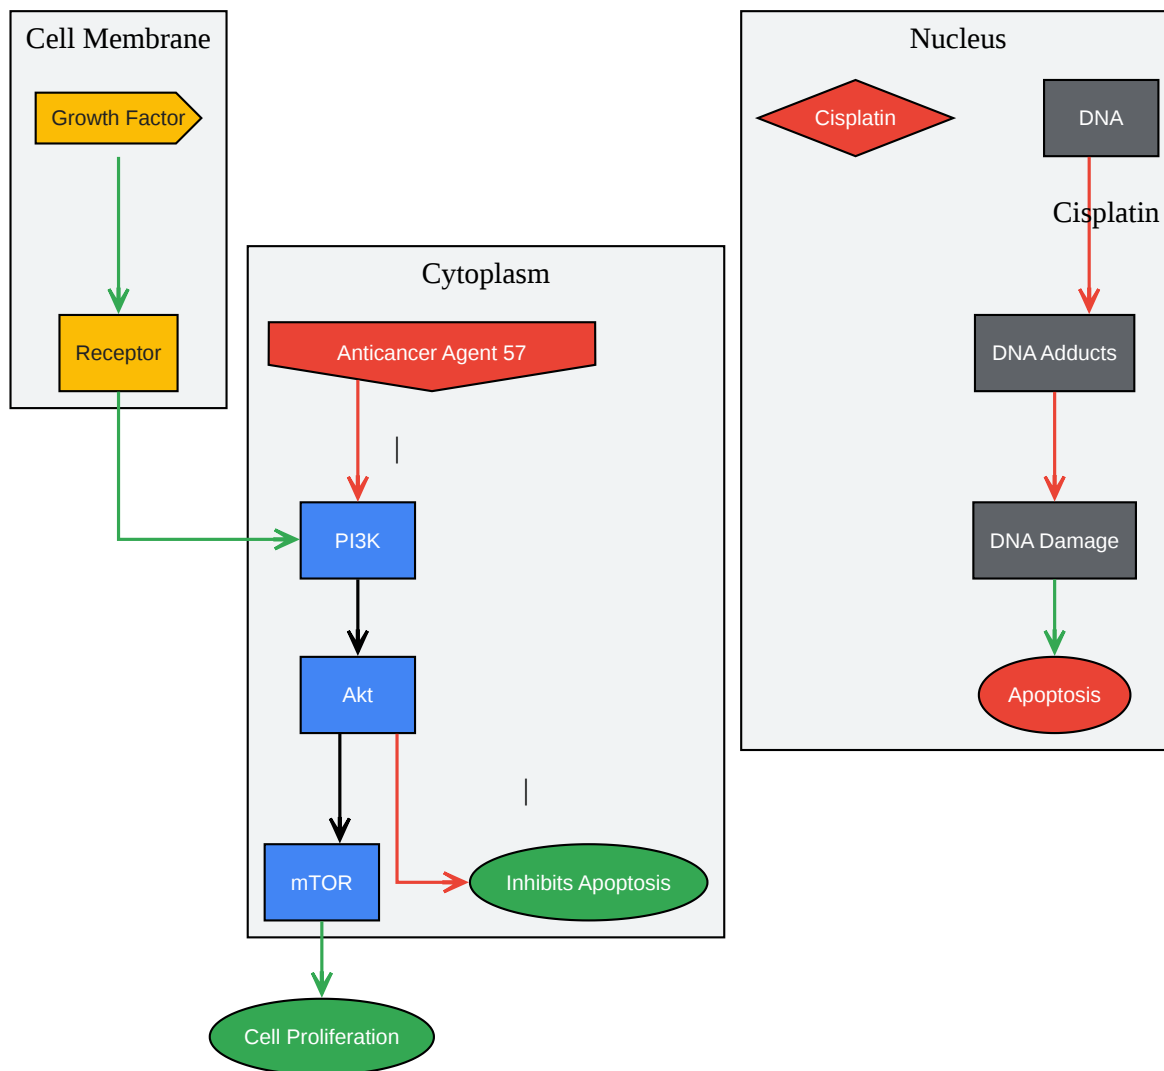 Cell Membrane
Growth Factor
Receptor
Cytoplasm
Anticancer Agent 57
|
PI3K
Akt
|
mTOR
Inhibits Apoptosis
Cell Proliferation
Nucleus
Cisplatin
DNA
Cisplatin
DNA Adducts
DNA Damage
Apoptosis